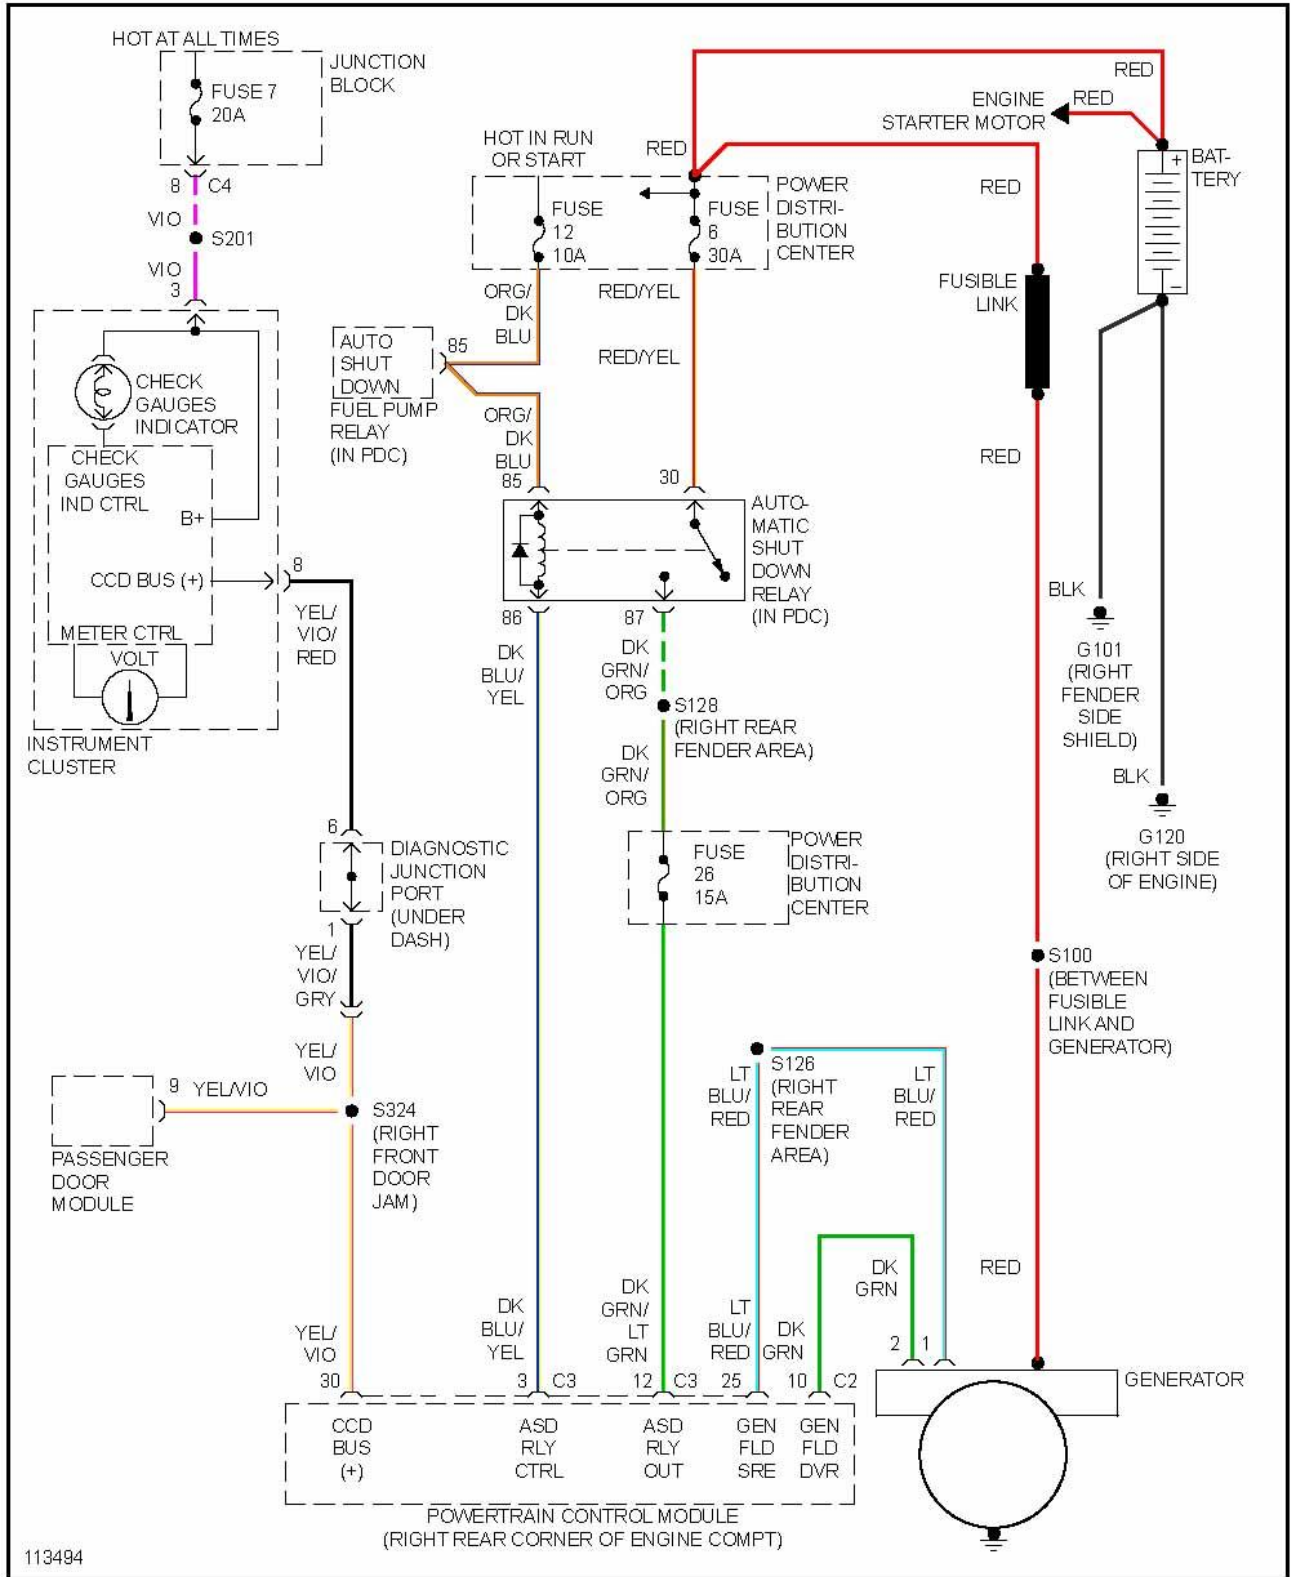 HOT AT ALL TIMES
JUNCTION
BLOCK
FUSE 7
20A
8 C4
VIO
S201
VIO
3
CHECK
GAUGES
INDICATOR
CHECK
GAUGES
IND CTRL
B+
CCD BUS (+)
8
METER CTRL
VOLT
INSTRUMENT
CLUSTER
YEL/
VIO/
RED
6
DIAGNOSTIC
JUNCTION
PORT
(UNDER
DASH)
1
YEL/
VIO/
GRY
YEL/
VIO
9 YEL/VIO
PASSENGER
DOOR
MODULE
S324
(RIGHT
FRONT
DOOR
JAM)
YEL/
VIO
30
HOT IN RUN
OR START
FUSE
12
10A
RED
FUSE
6
30A
POWER
DISTRI-
BUTION
CENTER
ORG/
DK
BLU
RED/YEL
AUTO
SHUT
DOWN
85
FUEL PUMP
RELAY
(IN PDC)
RED/YEL
ORG/
DK
BLU
85
30
AUTO-
MATIC
SHUT
DOWN
RELAY
(IN PDC)
86
87
DK
BLU/
YEL
DK
GRN/
ORG
S128
(RIGHT REAR
FENDER AREA)
DK
GRN/
ORG
FUSE
26
15A
POWER
DISTRI-
BUTION
CENTER
RED
ENGINE
STARTER MOTOR
RED
+
BAT-
TERY
−
RED
FUSIBLE
LINK
RED
BLK
G101
(RIGHT
FENDER
SIDE
SHIELD)
BLK
G120
(RIGHT SIDE
OF ENGINE)
S100
(BETWEEN
FUSIBLE
LINK AND
GENERATOR)
S126
(RIGHT
REAR
FENDER
AREA)
LT
BLU/
RED
LT
BLU/
RED
DK
GRN
RED
2 1
GENERATOR
DK
BLU/
YEL
3 C3
DK
GRN/
LT
GRN
12 C3
LT
BLU/
RED
25
DK
GRN
10 C2
CCD
BUS
(+)
ASD
RLY
CTRL
ASD
RLY
OUT
GEN
FLD
SRE
GEN
FLD
DVR
POWERTRAIN CONTROL MODULE
(RIGHT REAR CORNER OF ENGINE COMPT)
113494